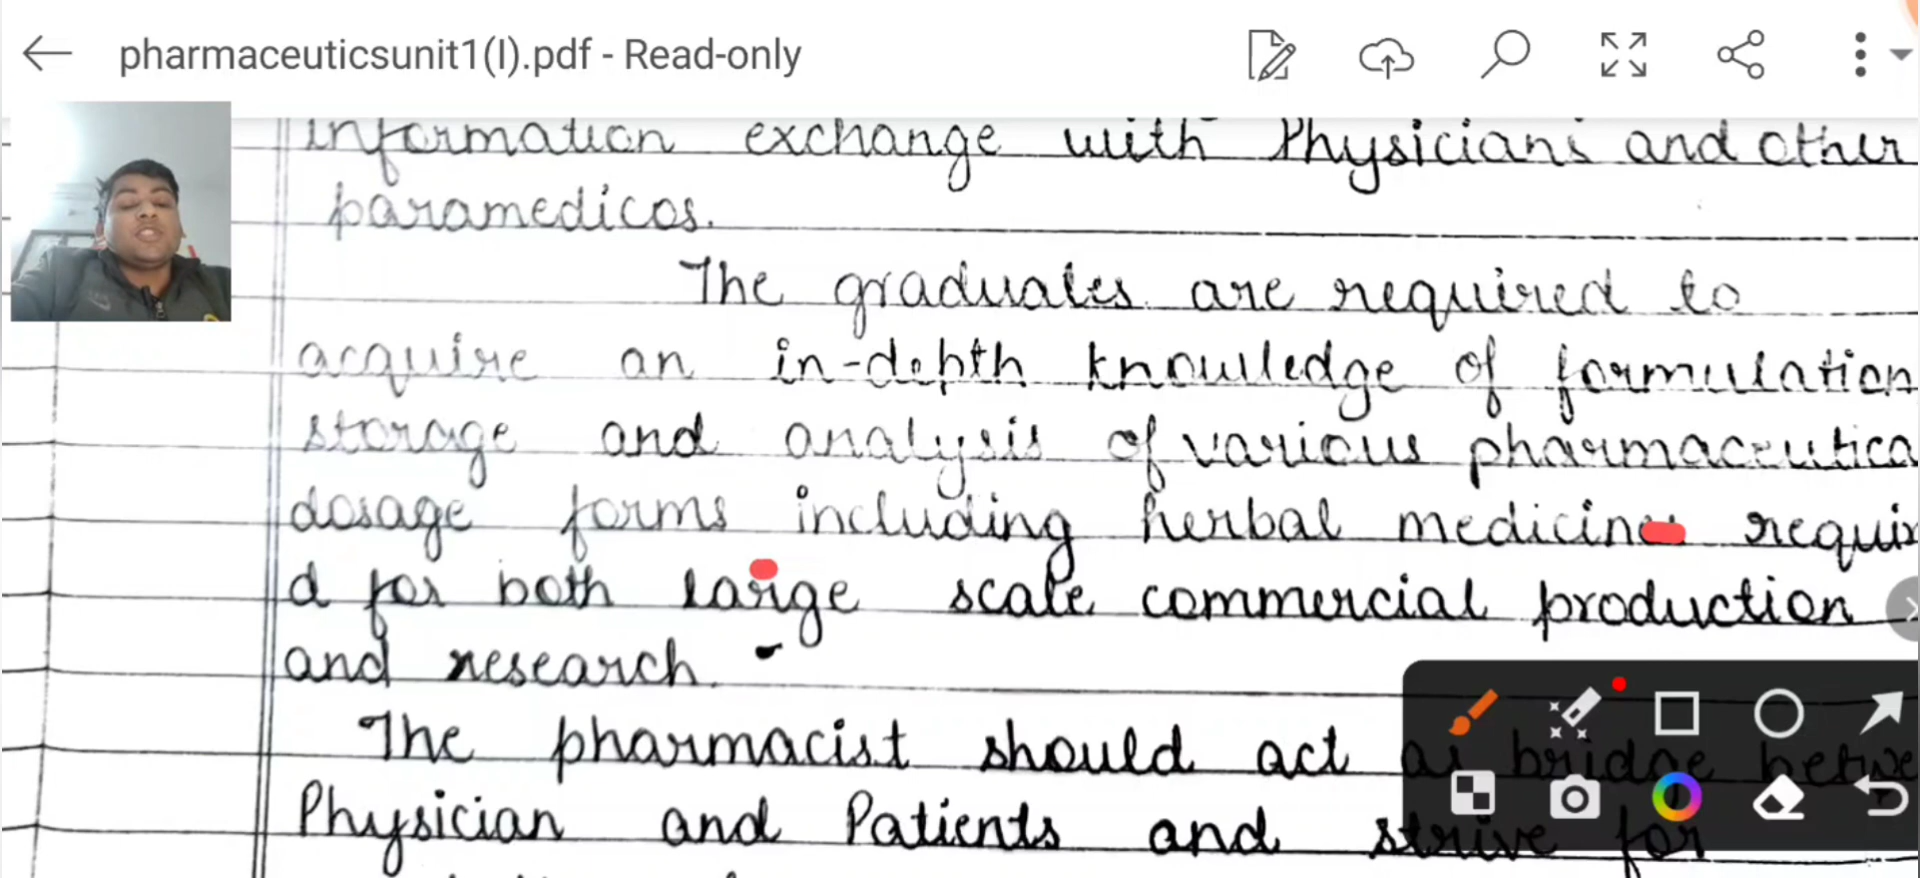 pharmaceuticsunit1(I).pdf - Read-only
information exchange with Physicians and other
paramedicos.
The graduates are required to
acquire an in-depth knowledge of formulation
storage and analysis of various pharmaceutica
dosage forms including herbal medicines requir
d for both large scale commercial production
and research.
The pharmacist should act as bridge betwe
Physician and Patients and strive for